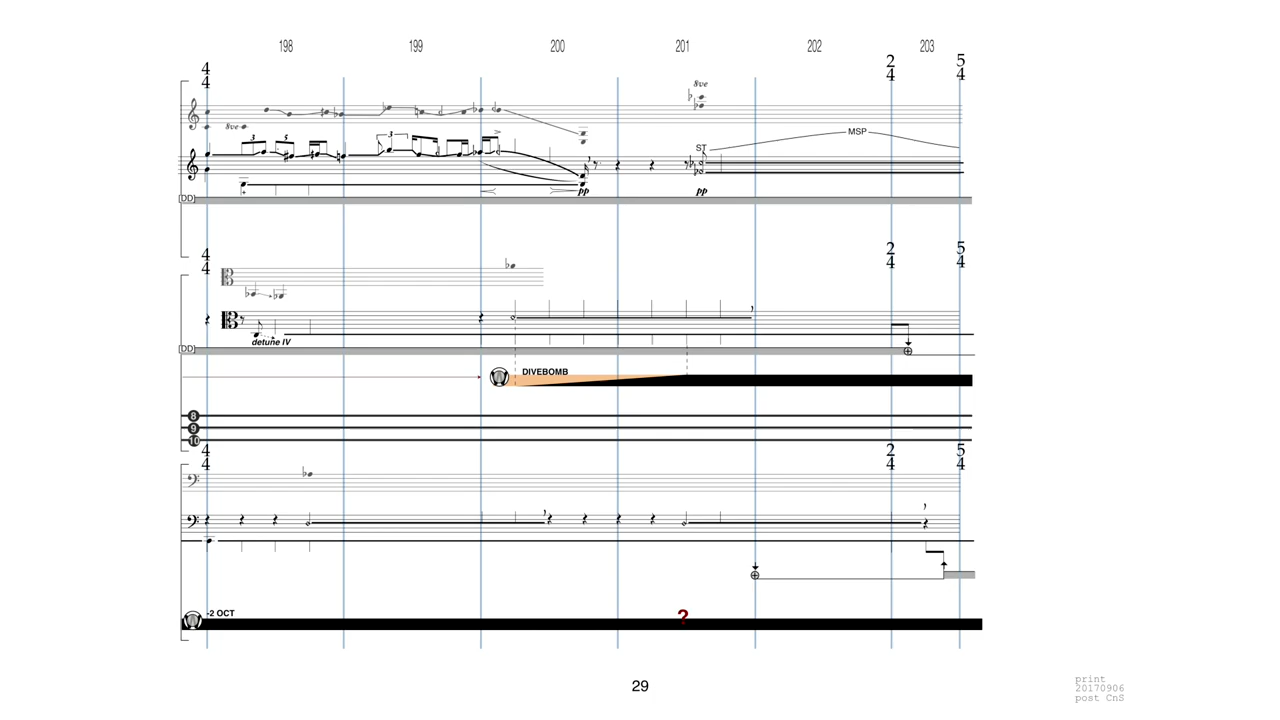 198 199 200 201 202 203
4 2 5
4 4 4
8ve
8ve
3 5 3
MSP
ST
+
pp pp
[DD]
4 2 5
4 4 4
detune IV
[DD]
DIVEBOMB
8
9
10
4 2 5
4 4 4
-2 OCT
?
29
print
20170906
post CnS